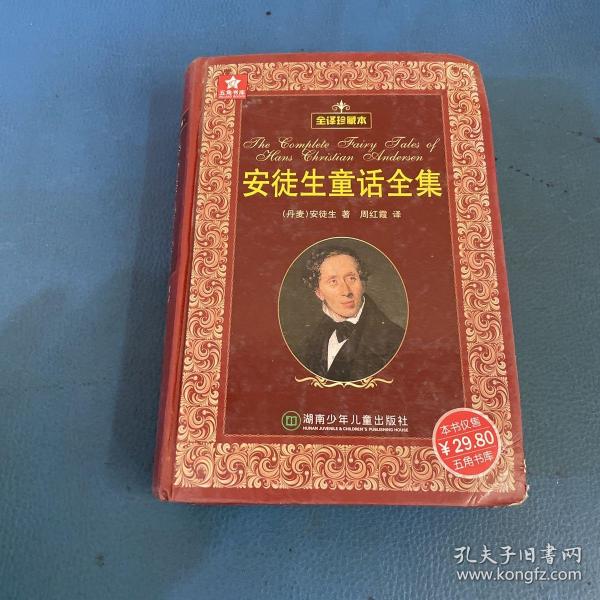 五角书库
全译珍藏本
The Complete Fairy Tales of
Hans Christian Andersen
安徒生童话全集
(丹麦)安徒生 著 周红霞 译
湖南少年儿童出版社
HUNAN JUVENILE & CHILDREN'S PUBLISHING HOUSE
本书仅售
¥29.80
五角书库
孔夫子旧书网
www.kongfz.com